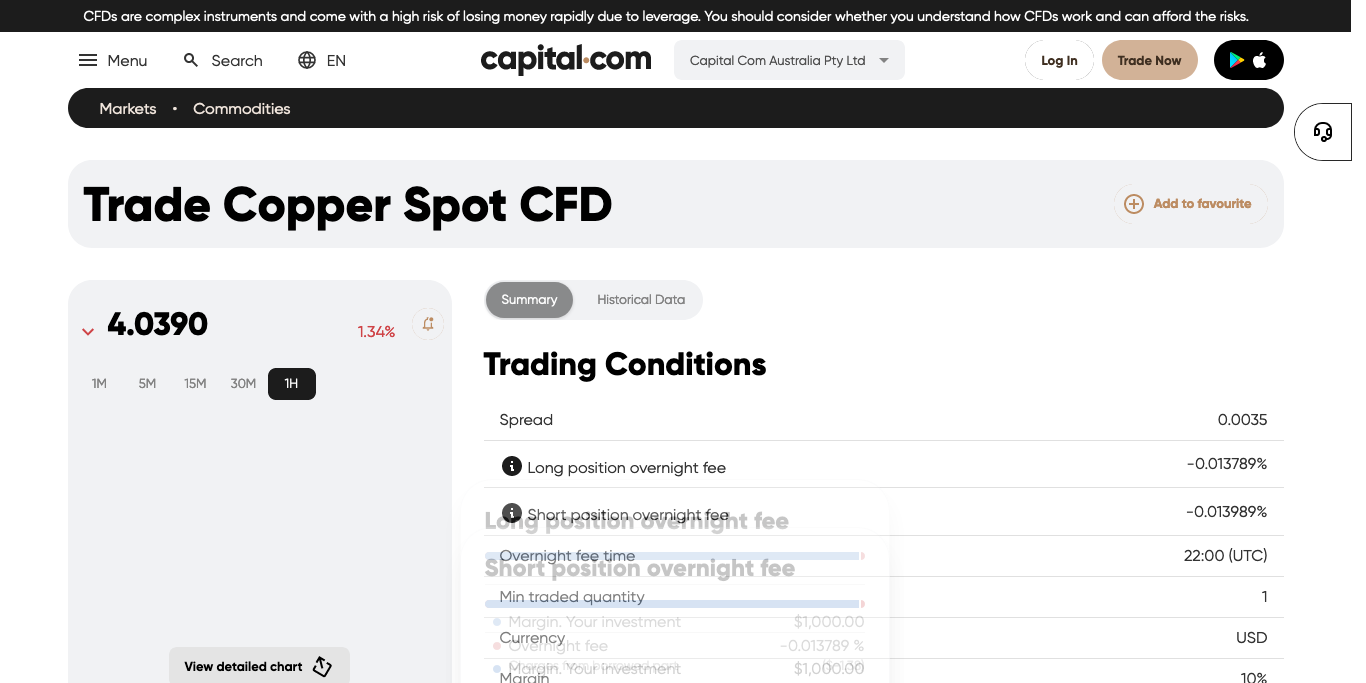 CFDs are complex instruments and come with a high risk of losing money rapidly due to leverage. You should consider whether you understand how CFDs work and can afford the risks.
Menu
Search
EN
capital.com
Capital Com Australia Pty Ltd
Log In
Trade Now
Markets • Commodities
Trade Copper Spot CFD
Add to favourite
4.0390
1.34%
1M 5M 15M 30M 1H
View detailed chart
Summary
Historical Data
Trading Conditions
Spread 0.0035
Long position overnight fee -0.013789%
Short position overnight fee -0.013989%
Long position overnight fee
Overnight fee time 22:00 (UTC)
Short position overnight fee
Min traded quantity 1
Margin. Your investment $1,000.00
Currency USD
Overnight fee -0.013789 %
Margin. Your investment $1,000.00
Margin 10%